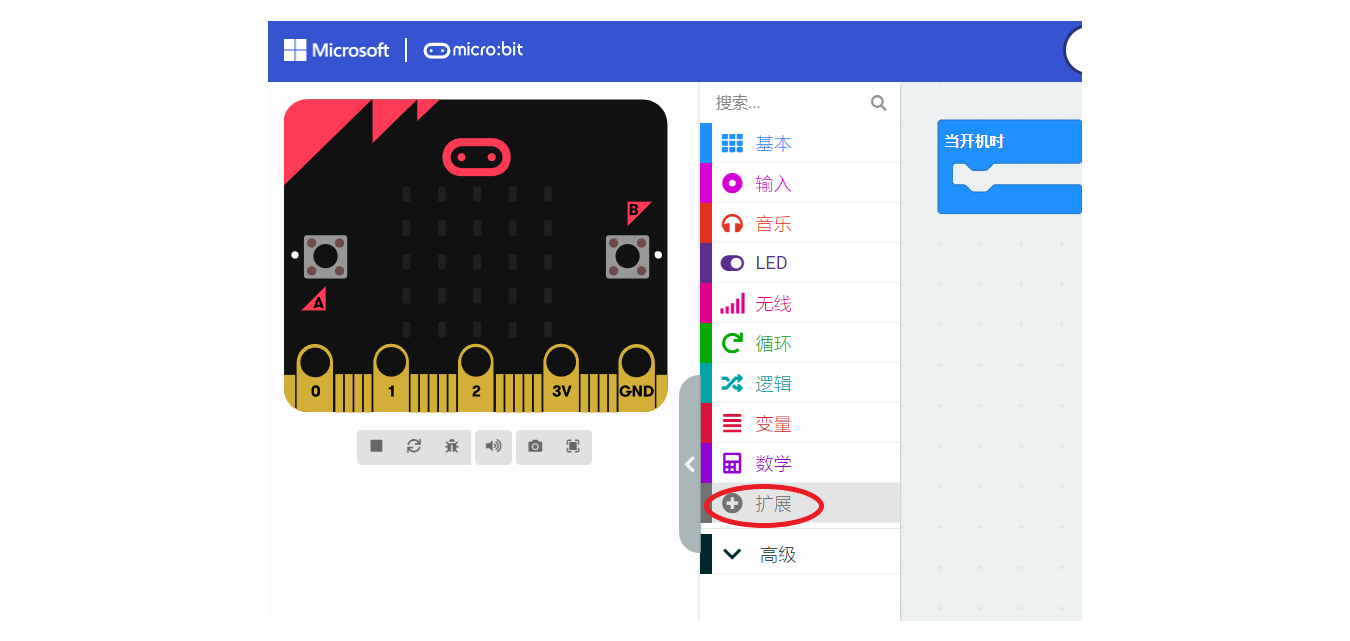 Microsoft | micro:bit
搜索...
基本
输入
音乐
LED
无线
循环
逻辑
变量
数学
扩展
高级
当开机时
B
A
0 1 2 3V GND